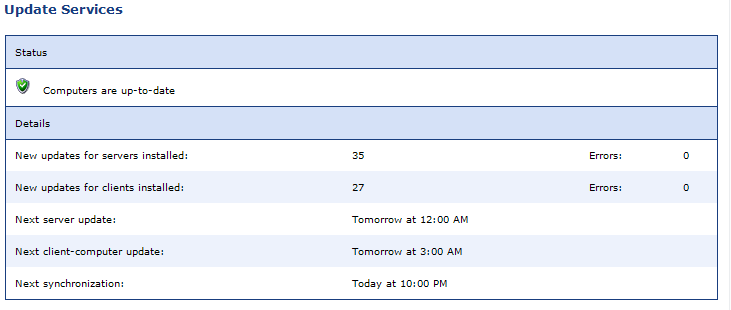 Update Services
Status
Computers are up-to-date
Details
New updates for servers installed: 35 Errors: 0
New updates for clients installed: 27 Errors: 0
Next server update: Tomorrow at 12:00 AM
Next client-computer update: Tomorrow at 3:00 AM
Next synchronization: Today at 10:00 PM